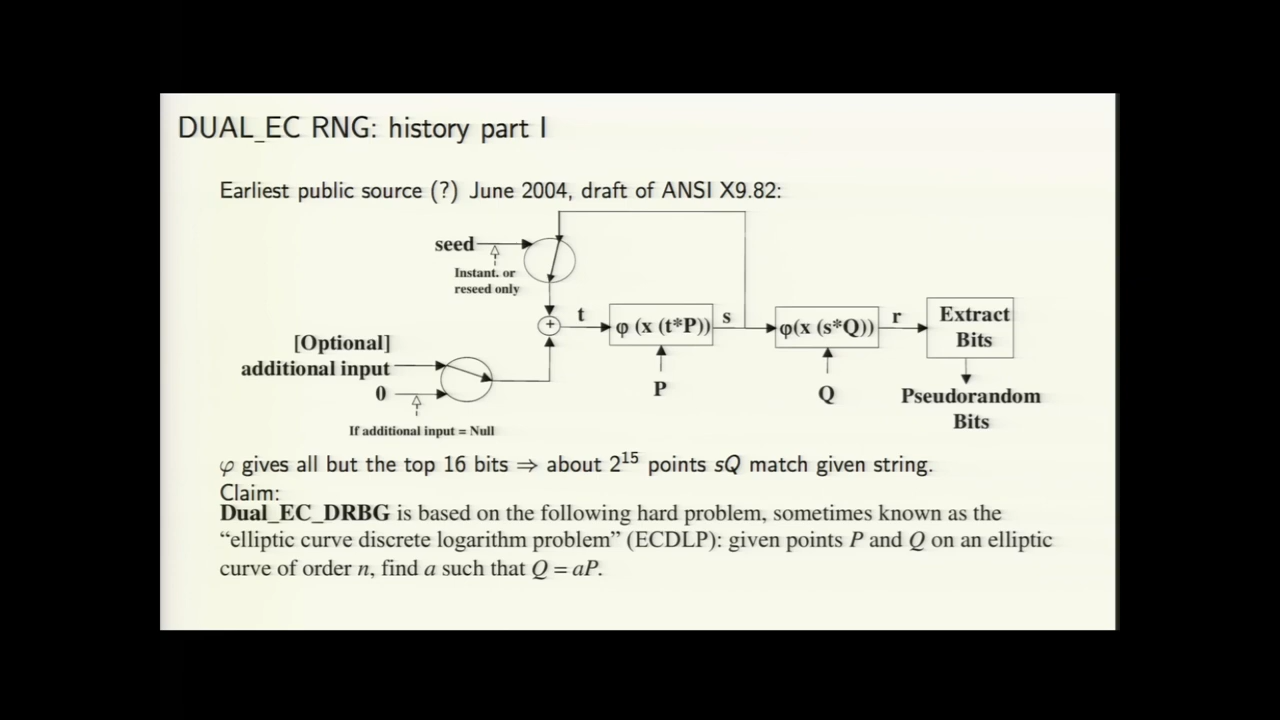 DUAL_EC RNG: history part I
Earliest public source (?) June 2004, draft of ANSI X9.82:
seed
Instant. or
reseed only
[Optional]
additional input
0
If additional input = Null
+
t
φ (x (t*P))
s
P
φ(x (s*Q))
r
Q
Extract
Bits
Pseudorandom
Bits
φ gives all but the top 16 bits ⇒ about 2^15 points sQ match given string.
Claim:
Dual_EC_DRBG is based on the following hard problem, sometimes known as the
“elliptic curve discrete logarithm problem” (ECDLP): given points P and Q on an elliptic
curve of order n, find a such that Q = aP.